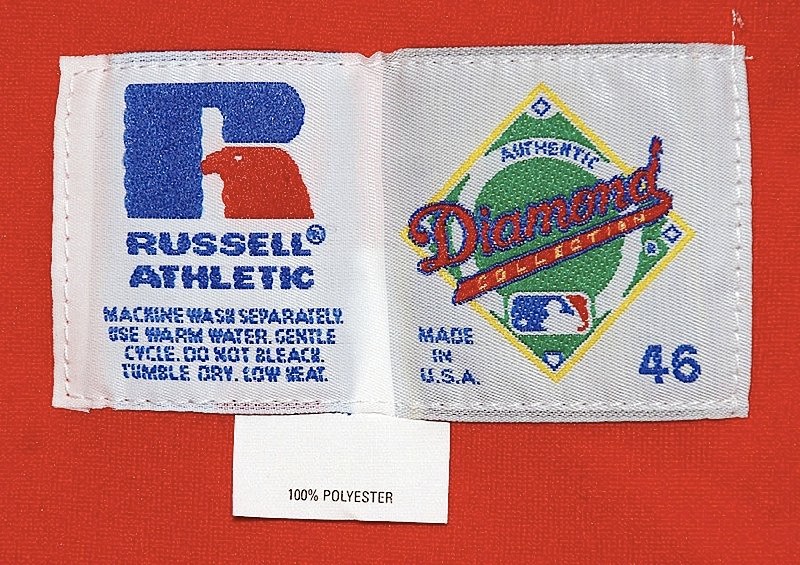 RUSSELL®
ATHLETIC
MACHINE WASH SEPARATELY.
USE WARM WATER. GENTLE
CYCLE. DO NOT BLEACH.
TUMBLE DRY. LOW HEAT.
AUTHENTIC
Diamond
COLLECTION
®
MADE
IN
U.S.A.
46
100% POLYESTER